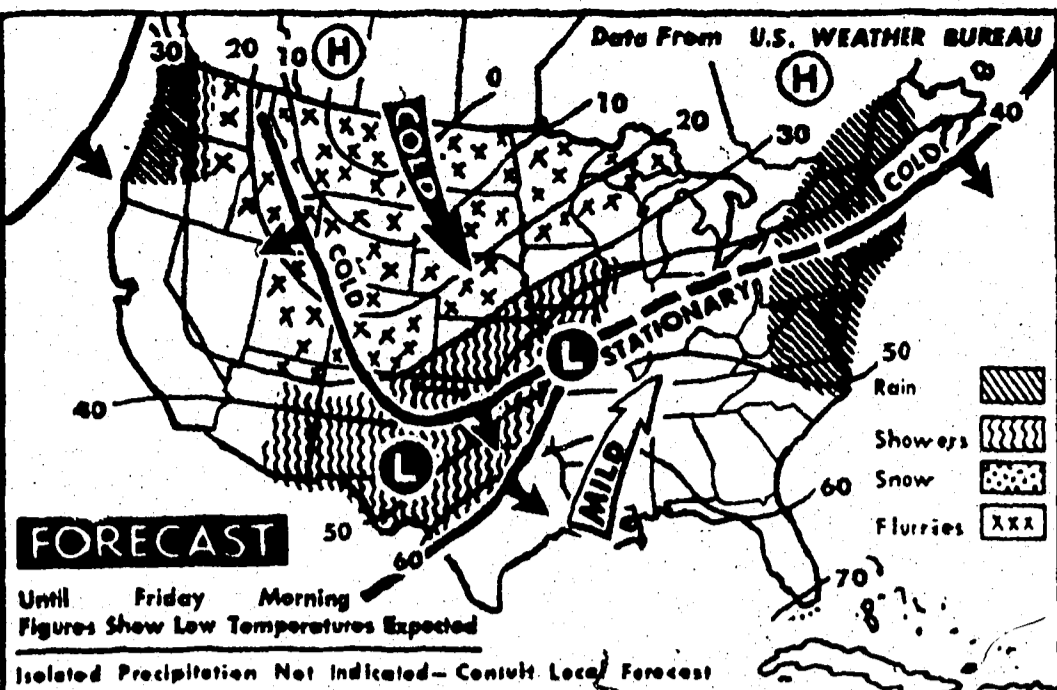 Data From U.S. WEATHER BUREAU
30 20 10 H 0 10 20 30 H 40
COLD
COLD
COLD
STATIONARY
L
L
MILD
40
50
60
50
60
70
Rain
Showers
Snow
Flurries xxx
FORECAST
Until Friday Morning
Figures Show Low Temperatures Expected
Isolated Precipitation Not Indicated— Consult Local Forecast